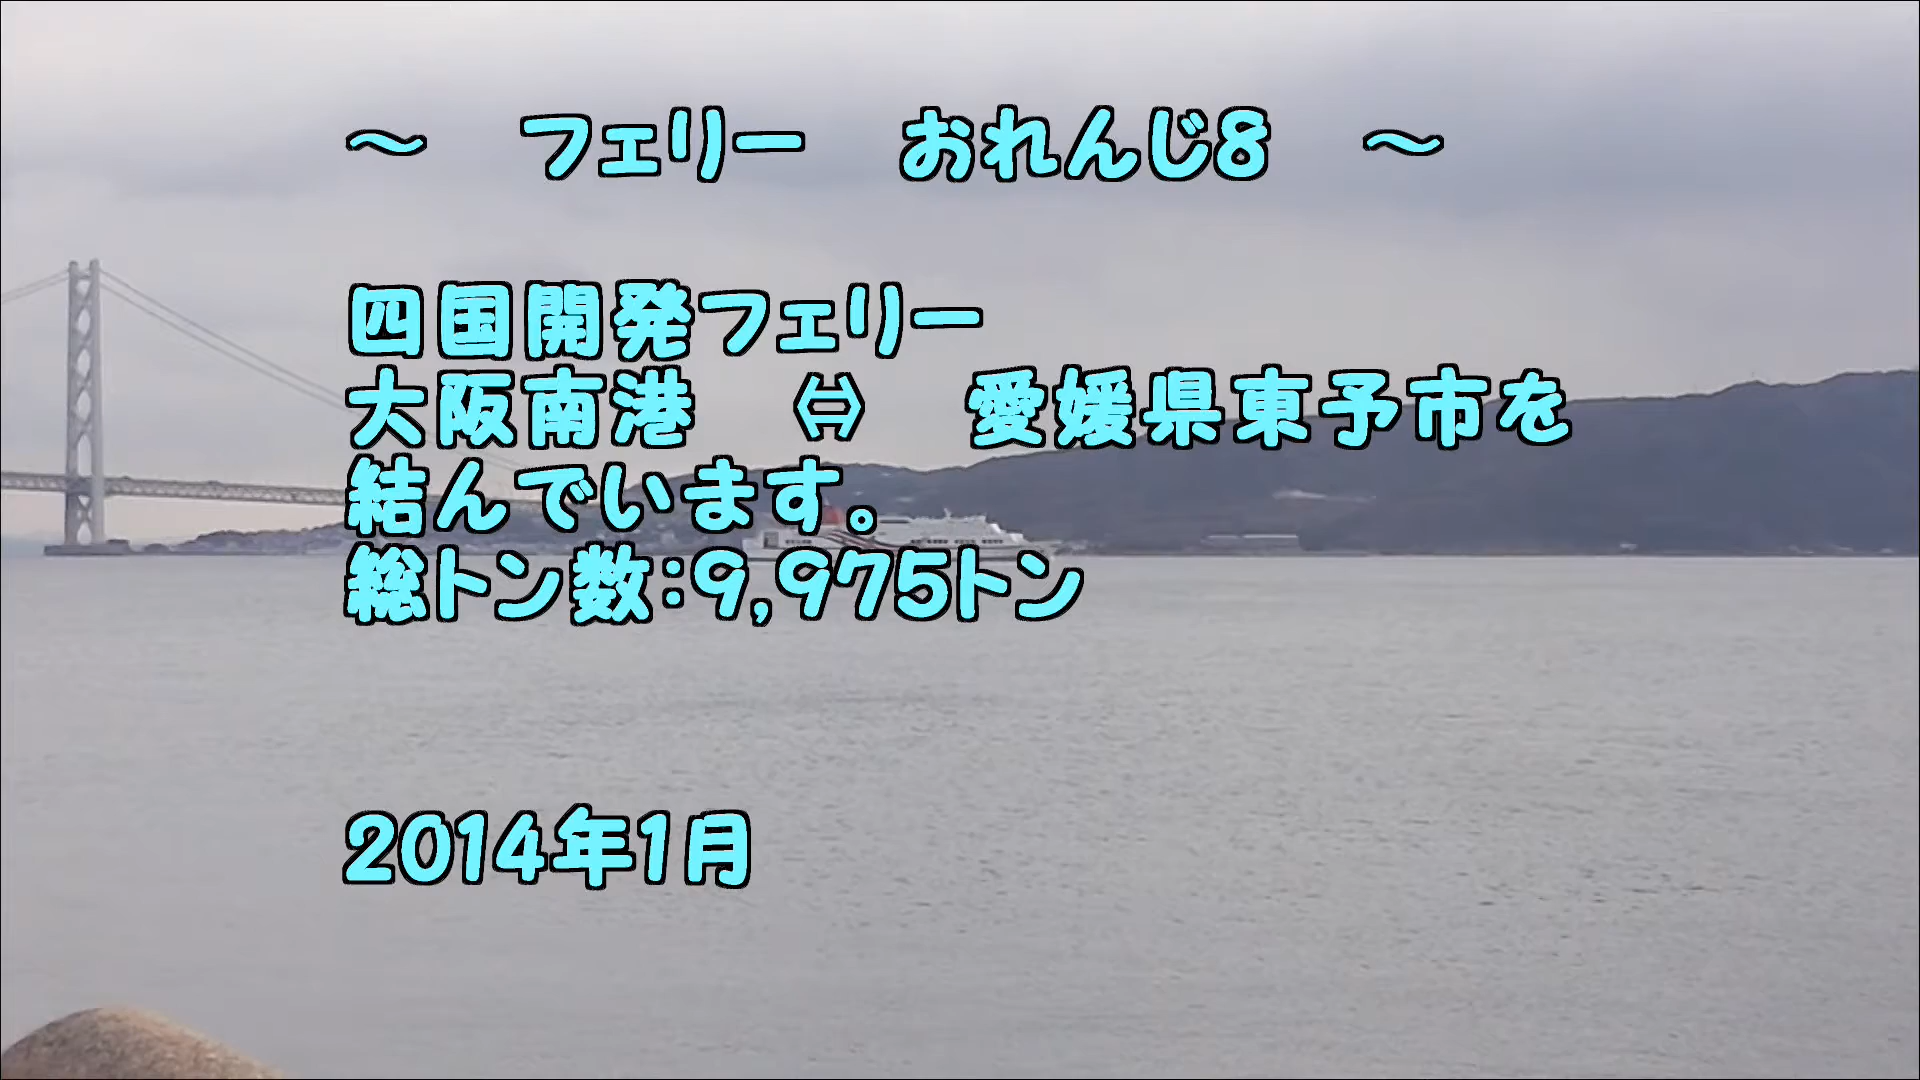 ～　フェリー　おれんじ8　～
四国開発フェリー
大阪南港　⇔　愛媛県東予市を
結んでいます。
総トン数：9,975トン
2014年1月